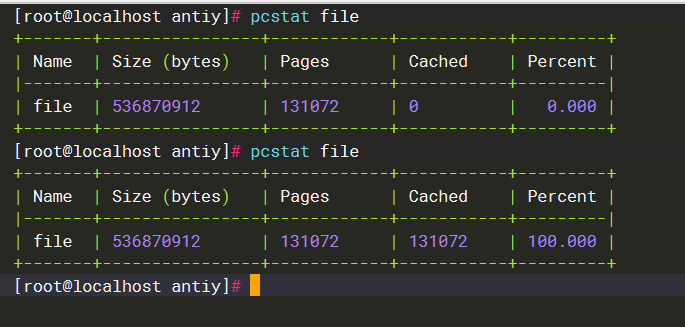 [root@localhost antiy]# pcstat file
+-------+----------------+------------+-----------+---------+
| Name  | Size (bytes)   | Pages      | Cached    | Percent |
|-------+----------------+------------+-----------+---------|
| file  | 536870912      | 131072     | 0         |   0.000 |
+-------+----------------+------------+-----------+---------+
[root@localhost antiy]# pcstat file
+-------+----------------+------------+-----------+---------+
| Name  | Size (bytes)   | Pages      | Cached    | Percent |
|-------+----------------+------------+-----------+---------|
| file  | 536870912      | 131072     | 131072    | 100.000 |
+-------+----------------+------------+-----------+---------+
[root@localhost antiy]#